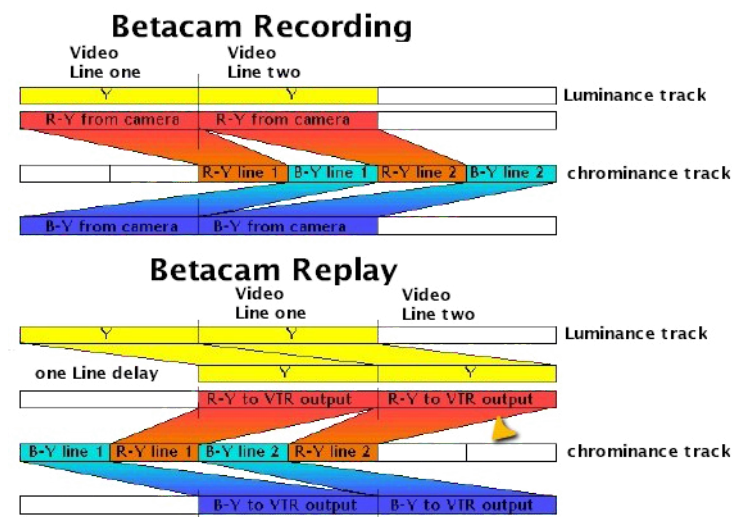 Betacam Recording
Video Video
Line one Line two
Y Y Luminance track
R-Y from camera R-Y from camera
R-Y line 1 B-Y line 1 R-Y line 2 B-Y line 2 chrominance track
B-Y from camera B-Y from camera
Betacam Replay
Video Video
Line one Line two
Y Y Luminance track
one Line delay Y Y
R-Y to VTR output R-Y to VTR output
B-Y line 1 R-Y line 1 B-Y line 2 R-Y line 2 chrominance track
B-Y to VTR output B-Y to VTR output